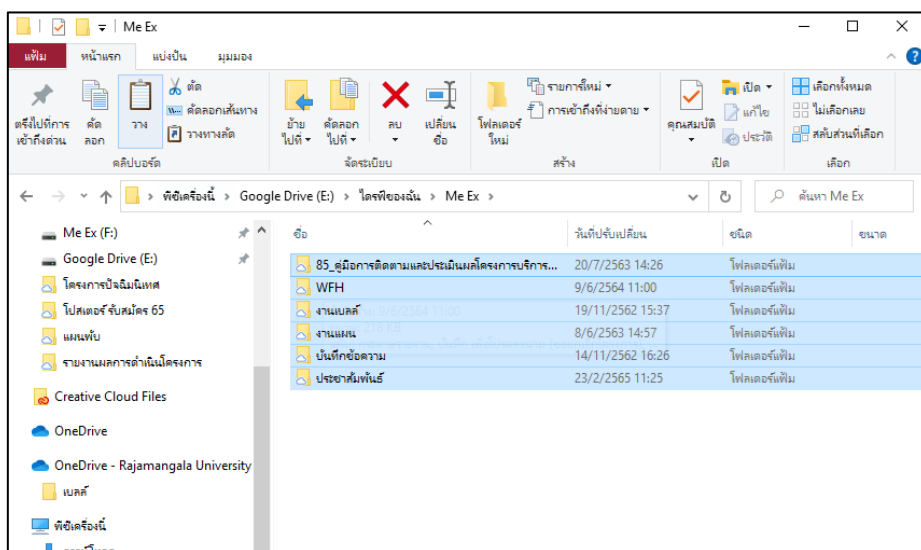 Me Ex
แฟ้ม หน้าแรก แบ่งปัน มุมมอง
ตรึงไปที่การเข้าถึงด่วน
คัดลอก
วาง
ตัด
คัดลอกเส้นทาง
วางทางลัด
คลิปบอร์ด
ย้ายไปที่
คัดลอกไปที่
ลบ
เปลี่ยนชื่อ
จัดระเบียบ
โฟลเดอร์ใหม่
รายการใหม่
การเข้าถึงที่ง่ายดาย
สร้าง
คุณสมบัติ
เปิด
แก้ไข
ประวัติ
เปิด
เลือกทั้งหมด
ไม่เลือกเลย
สลับส่วนที่เลือก
เลือก
พีซีเครื่องนี้ > Google Drive (E:) > ไดรฟ์ของฉัน > Me Ex >
ค้นหา Me Ex
Me Ex (F:)
Google Drive (E:)
โครงการปัจฉิมนิเทศ
โปสเตอร์ รับสมัคร 65
แผนพับ
รายงานผลการดำเนินโครงการ
Creative Cloud Files
OneDrive
OneDrive - Rajamangala University
เบลล์
พีซีเครื่องนี้
ชื่อ วันที่ปรับเปลี่ยน ชนิด ขนาด
85_คู่มือการติดตามและประเมินผลโครงการบริการ... 20/7/2563 14:26 โฟลเดอร์แฟ้ม
WFH 9/6/2564 11:00 โฟลเดอร์แฟ้ม
งานเบลล์ 19/11/2562 15:37 โฟลเดอร์แฟ้ม
งานแผน 8/6/2563 14:57 โฟลเดอร์แฟ้ม
บันทึกข้อความ 14/11/2562 16:26 โฟลเดอร์แฟ้ม
ประชาสัมพันธ์ 23/2/2565 11:25 โฟลเดอร์แฟ้ม